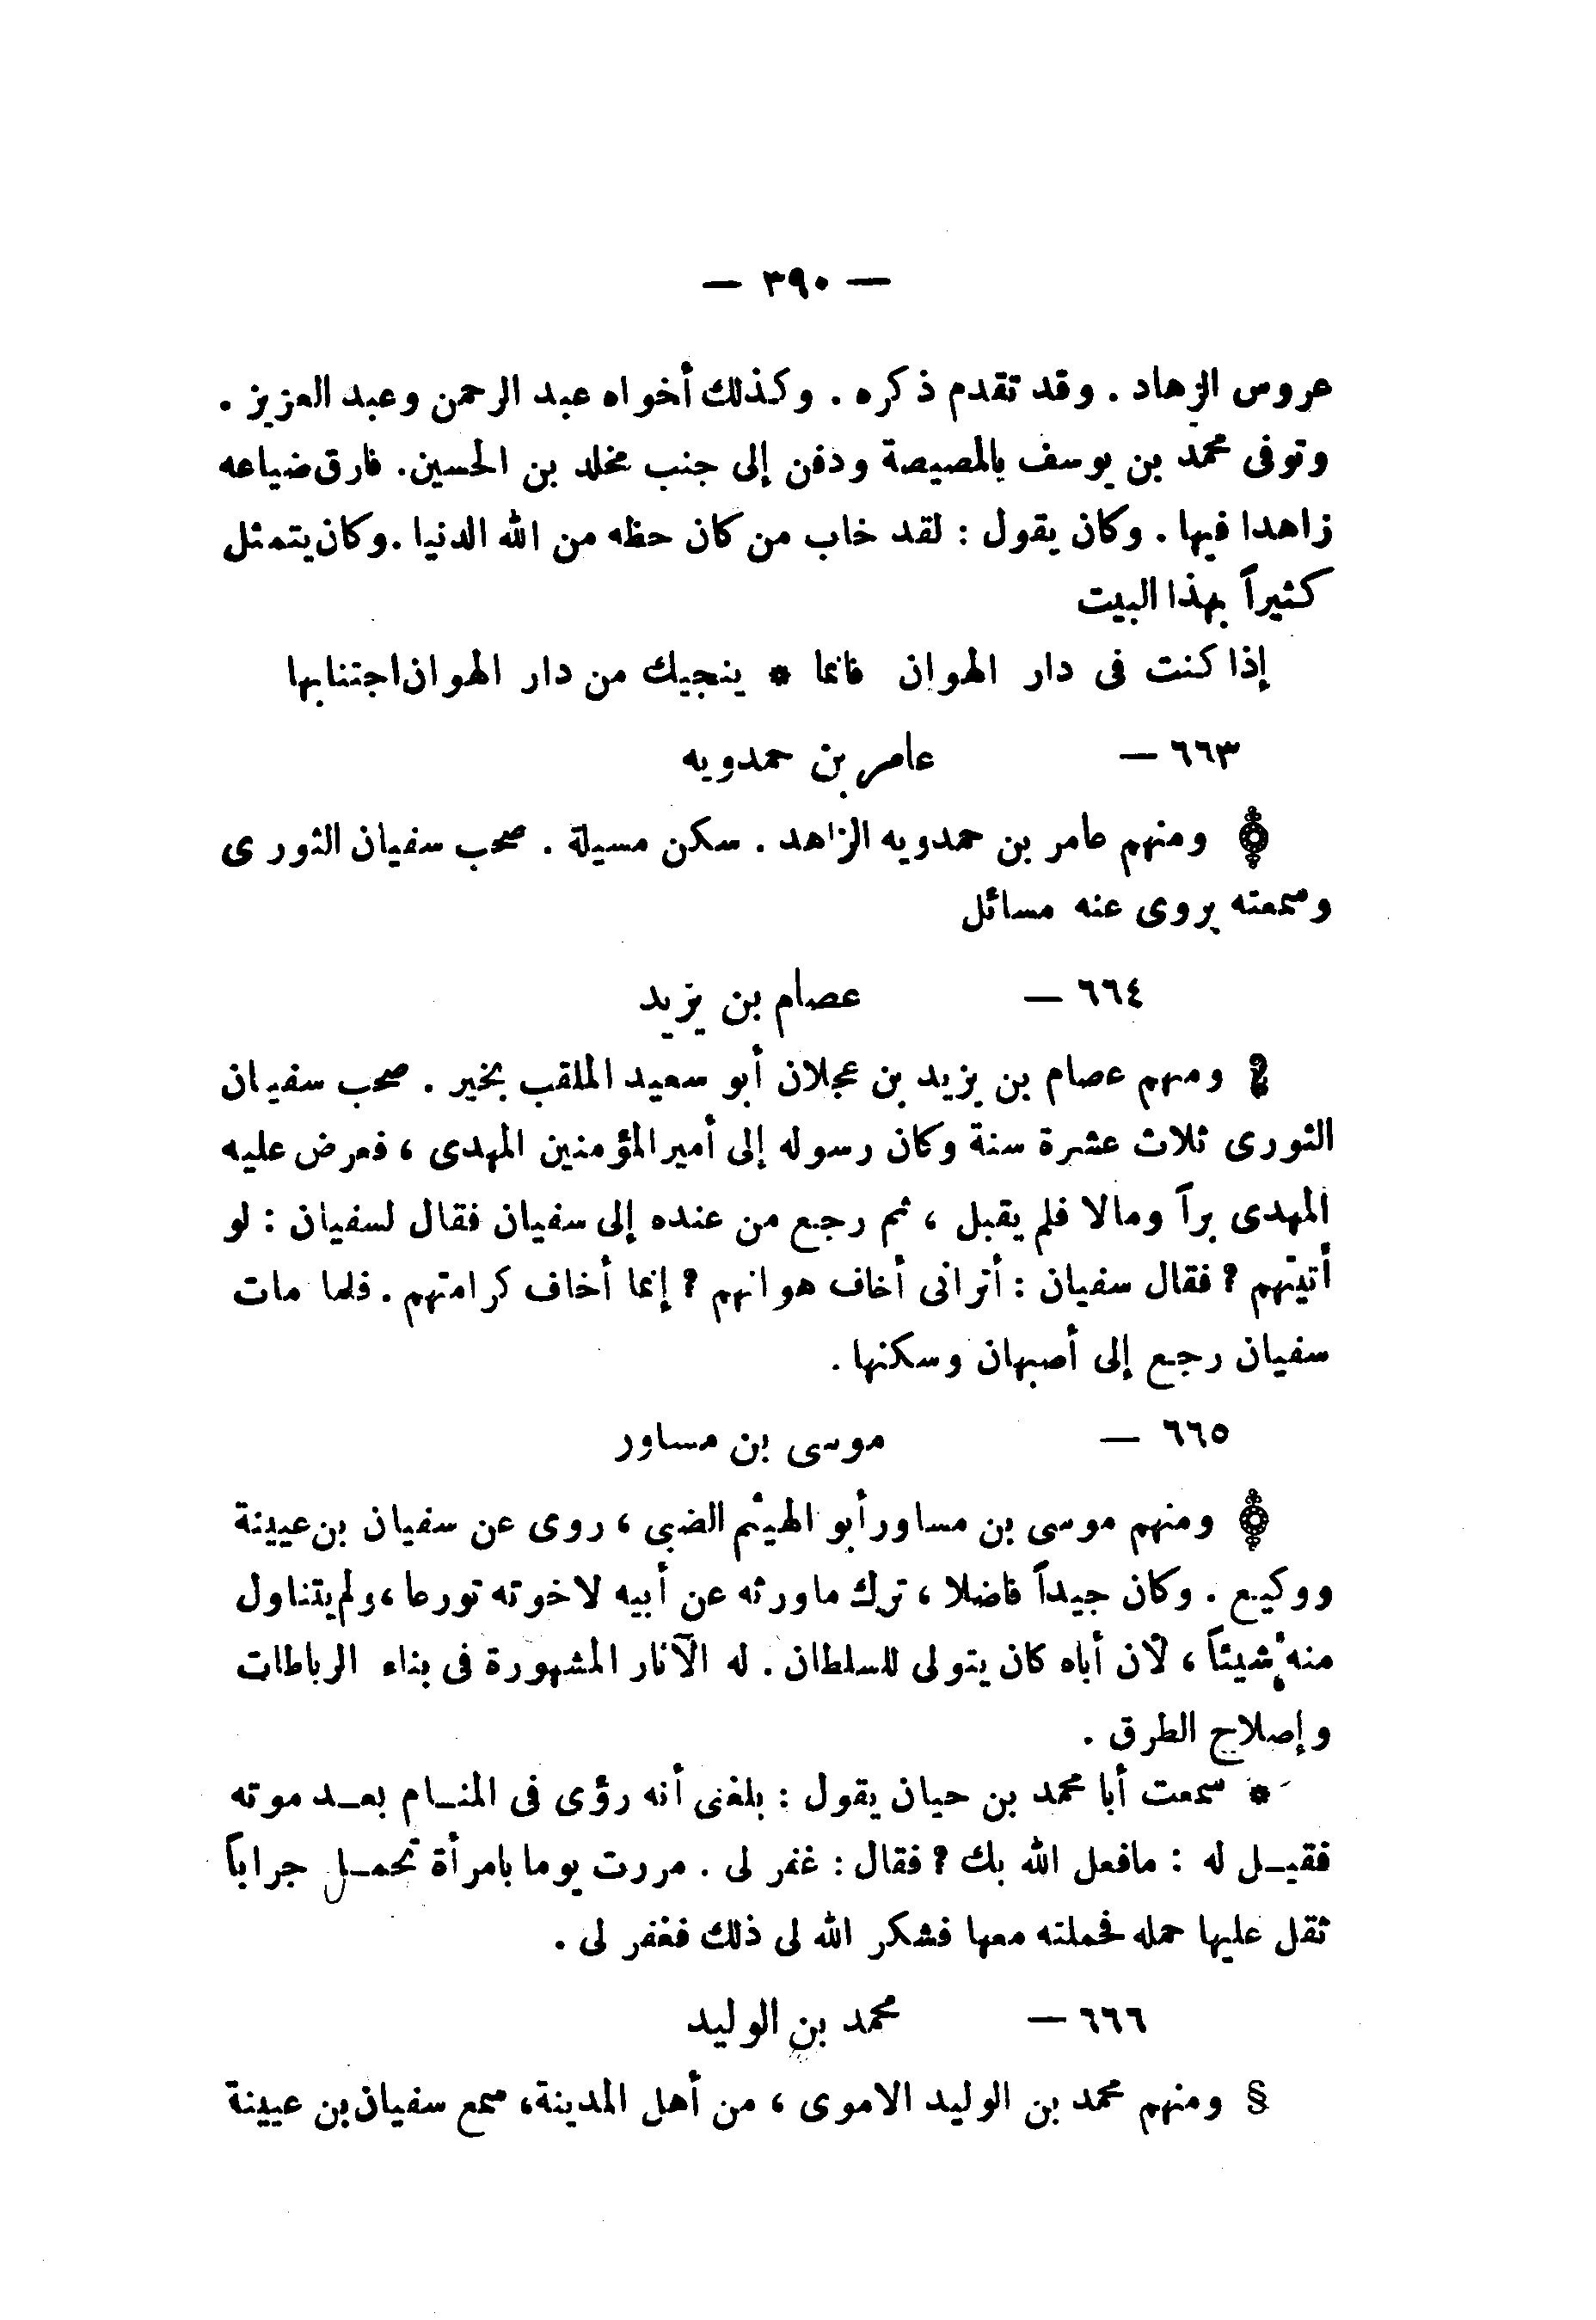 — ٣٩٠ —
عروس الزهاد . وقد تقدم ذكره . وكذلك أخواه عبد الرحمن وعبد العزيز .
وتوفى محمد بن يوسف بالمصيصة ودفن إلى جنب مخلد بن الحسين. فارق ضياعه
زاهدا فيها . وكان يقول : لقد خاب من كان حظه من الله الدنيا . وكان يتمثل
كثيراً بهذا البيت
إذا كنت فى دار الهوان فانما * ينجيك من دار الهوان اجتنابها
٦٦٣ — عامر بن حمدويه
۞ ومنهم عامر بن حمدويه الزاهد . سكن مسيلة . صحب سفيان الثورى
وسمعته يروى عنه مسائل
٦٦٤ — عصام بن يزيد
ومنهم عصام بن يزيد بن عجلان أبو سعيد الملقب بخير . صحب سفيان
الثورى ثلاث عشرة سنة وكان رسوله إلى أمير المؤمنين المهدى ، فعرض عليه
المهدى براً ومالا فلم يقبل ، ثم رجع من عنده إلى سفيان فقال لسفيان : لو
أتيتهم ? فقال سفيان : أترانى أخاف هوانهم ? إنما أخاف كرامتهم . فلما مات
سفيان رجع إلى أصبهان وسكنها .
٦٦٥ — موسى بن مساور
۞ ومنهم موسى بن مساور أبو الهيثم الضبى ، روى عن سفيان بن عيينة
ووكيع . وكان جيداً فاضلا ، ترك ماورثه عن أبيه لاخوته تورعا ، ولم يتناول
منه شيئاً ، لأن أباه كان يتولى للسلطان . له الآثار المشهورة فى بناء الرباطات
وإصلاح الطرق .
* سمعت أبا محمد بن حيان يقول : بلغنى أنه رؤى فى المنـام بعـد موته
فقيـل له : مافعل الله بك ? فقال : غفر لى . مررت يوما بامرأة تحمـل جراباً
ثقل عليها حمله فحملته معها فشكر الله لى ذلك فغفر لى .
٦٦٦ — محمد بن الوليد
§ ومنهم محمد بن الوليد الاموى ، من أهل المدينة، سمع سفيان بن عيينة